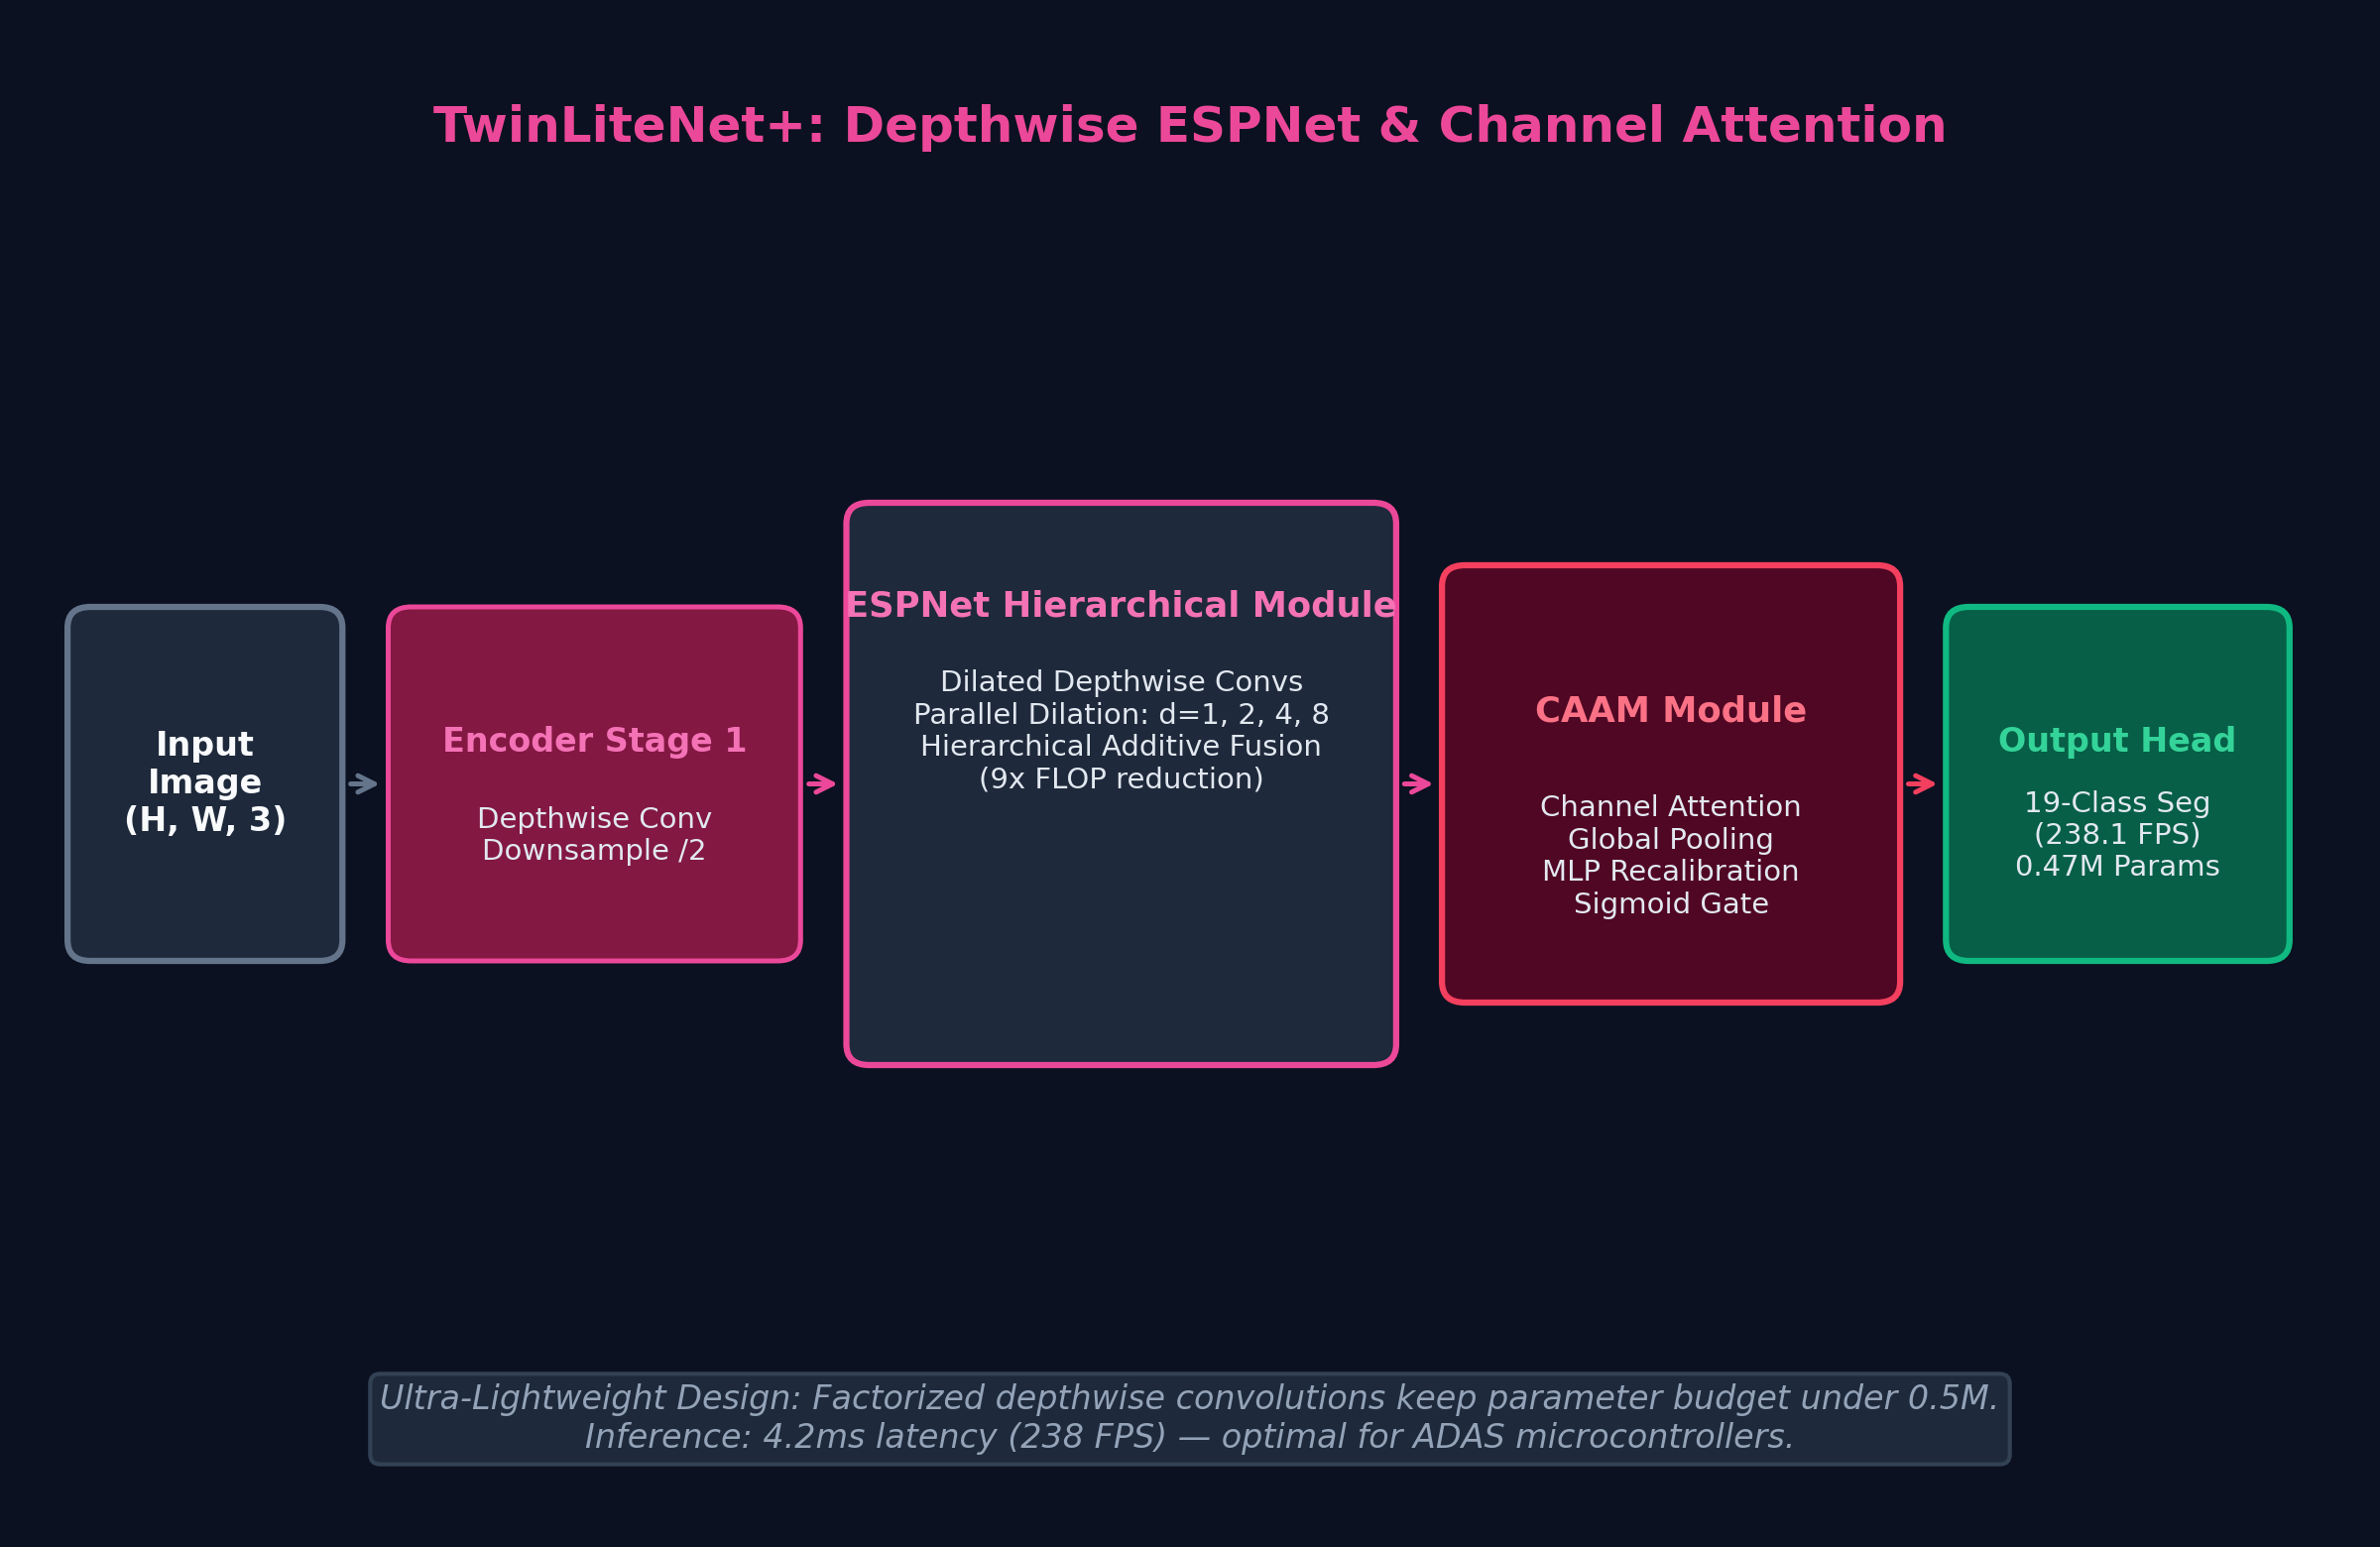 TwinLiteNet+: Depthwise ESPNet & Channel Attention
Input
Image
(H, W, 3)
Encoder Stage 1
Depthwise Conv
Downsample /2
ESPNet Hierarchical Module
Dilated Depthwise Convs
Parallel Dilation: d=1, 2, 4, 8
Hierarchical Additive Fusion
(9x FLOP reduction)
CAAM Module
Channel Attention
Global Pooling
MLP Recalibration
Sigmoid Gate
Output Head
19-Class Seg
(238.1 FPS)
0.47M Params
Ultra-Lightweight Design: Factorized depthwise convolutions keep parameter budget under 0.5M.
Inference: 4.2ms latency (238 FPS) — optimal for ADAS microcontrollers.